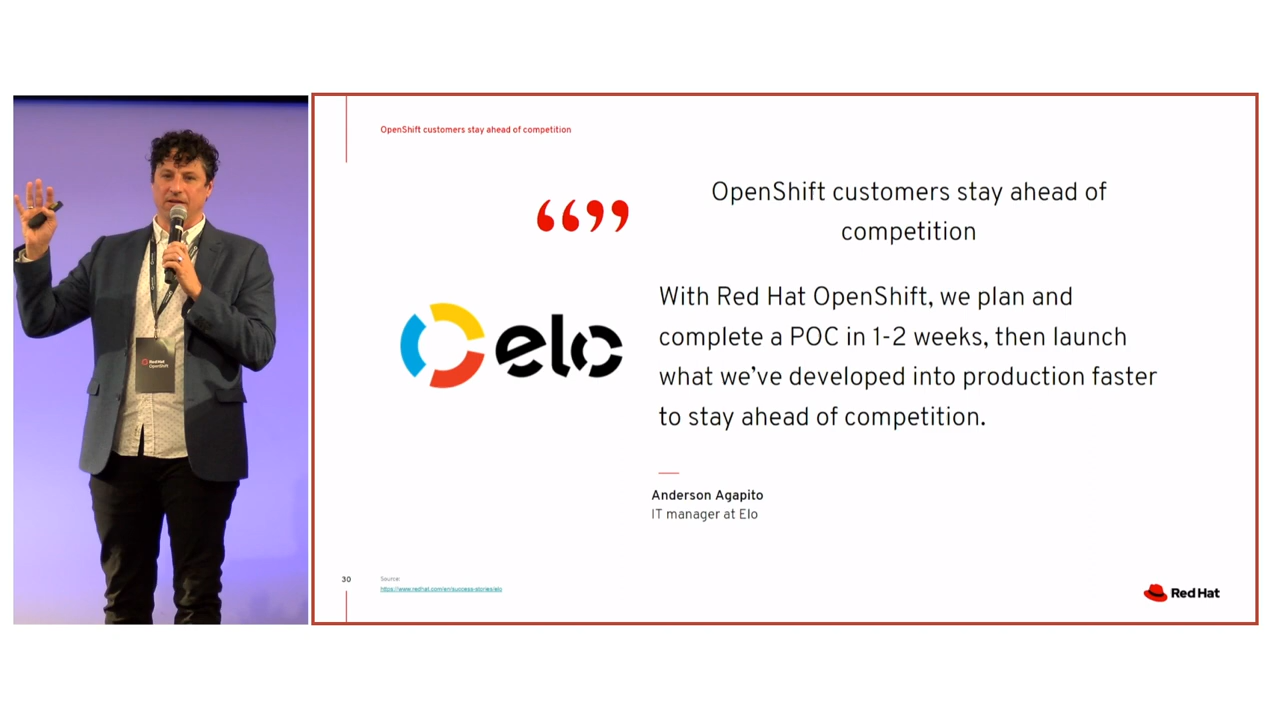 OpenShift customers stay ahead of competition
““””
OpenShift customers stay ahead of
competition
elo
With Red Hat OpenShift, we plan and
complete a POC in 1-2 weeks, then launch
what we’ve developed into production faster
to stay ahead of competition.
Anderson Agapito
IT manager at Elo
30
Source:
https://www.redhat.com/en/success-stories/elo
Red Hat
Red Hat
OpenShift